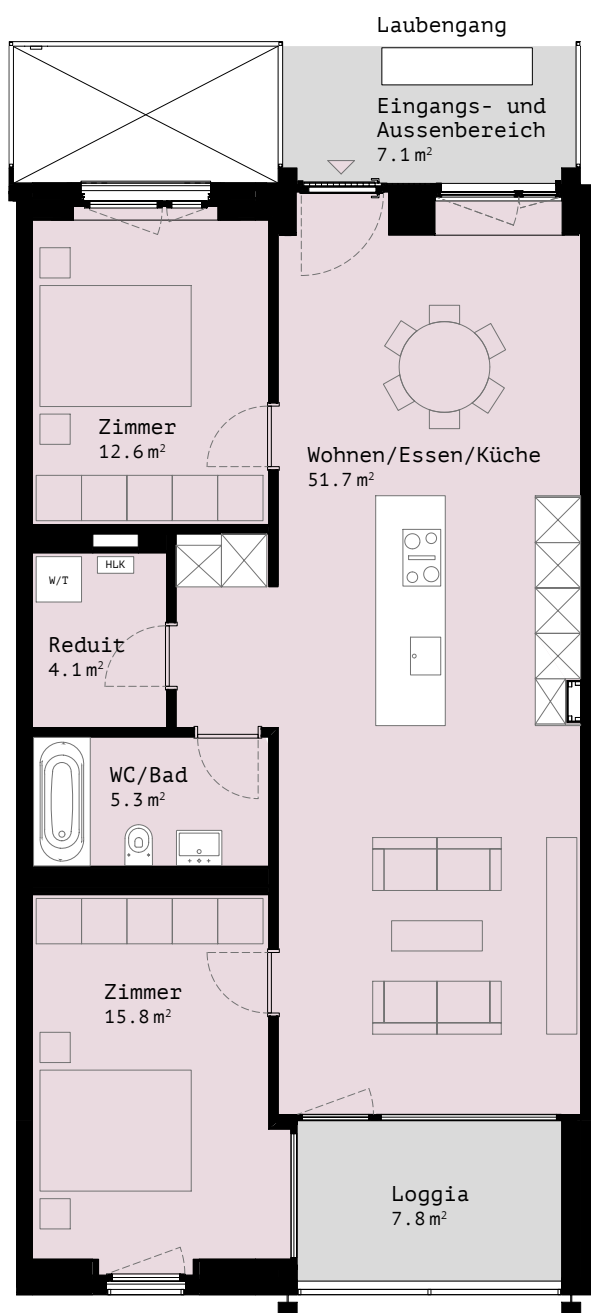 Laubengang
Eingangs- und
Aussenbereich
7.1 m²
Zimmer
12.6 m²
Wohnen/Essen/Küche
51.7 m²
HLK
W/T
Reduit
4.1 m²
WC/Bad
5.3 m²
Zimmer
15.8 m²
Loggia
7.8 m²